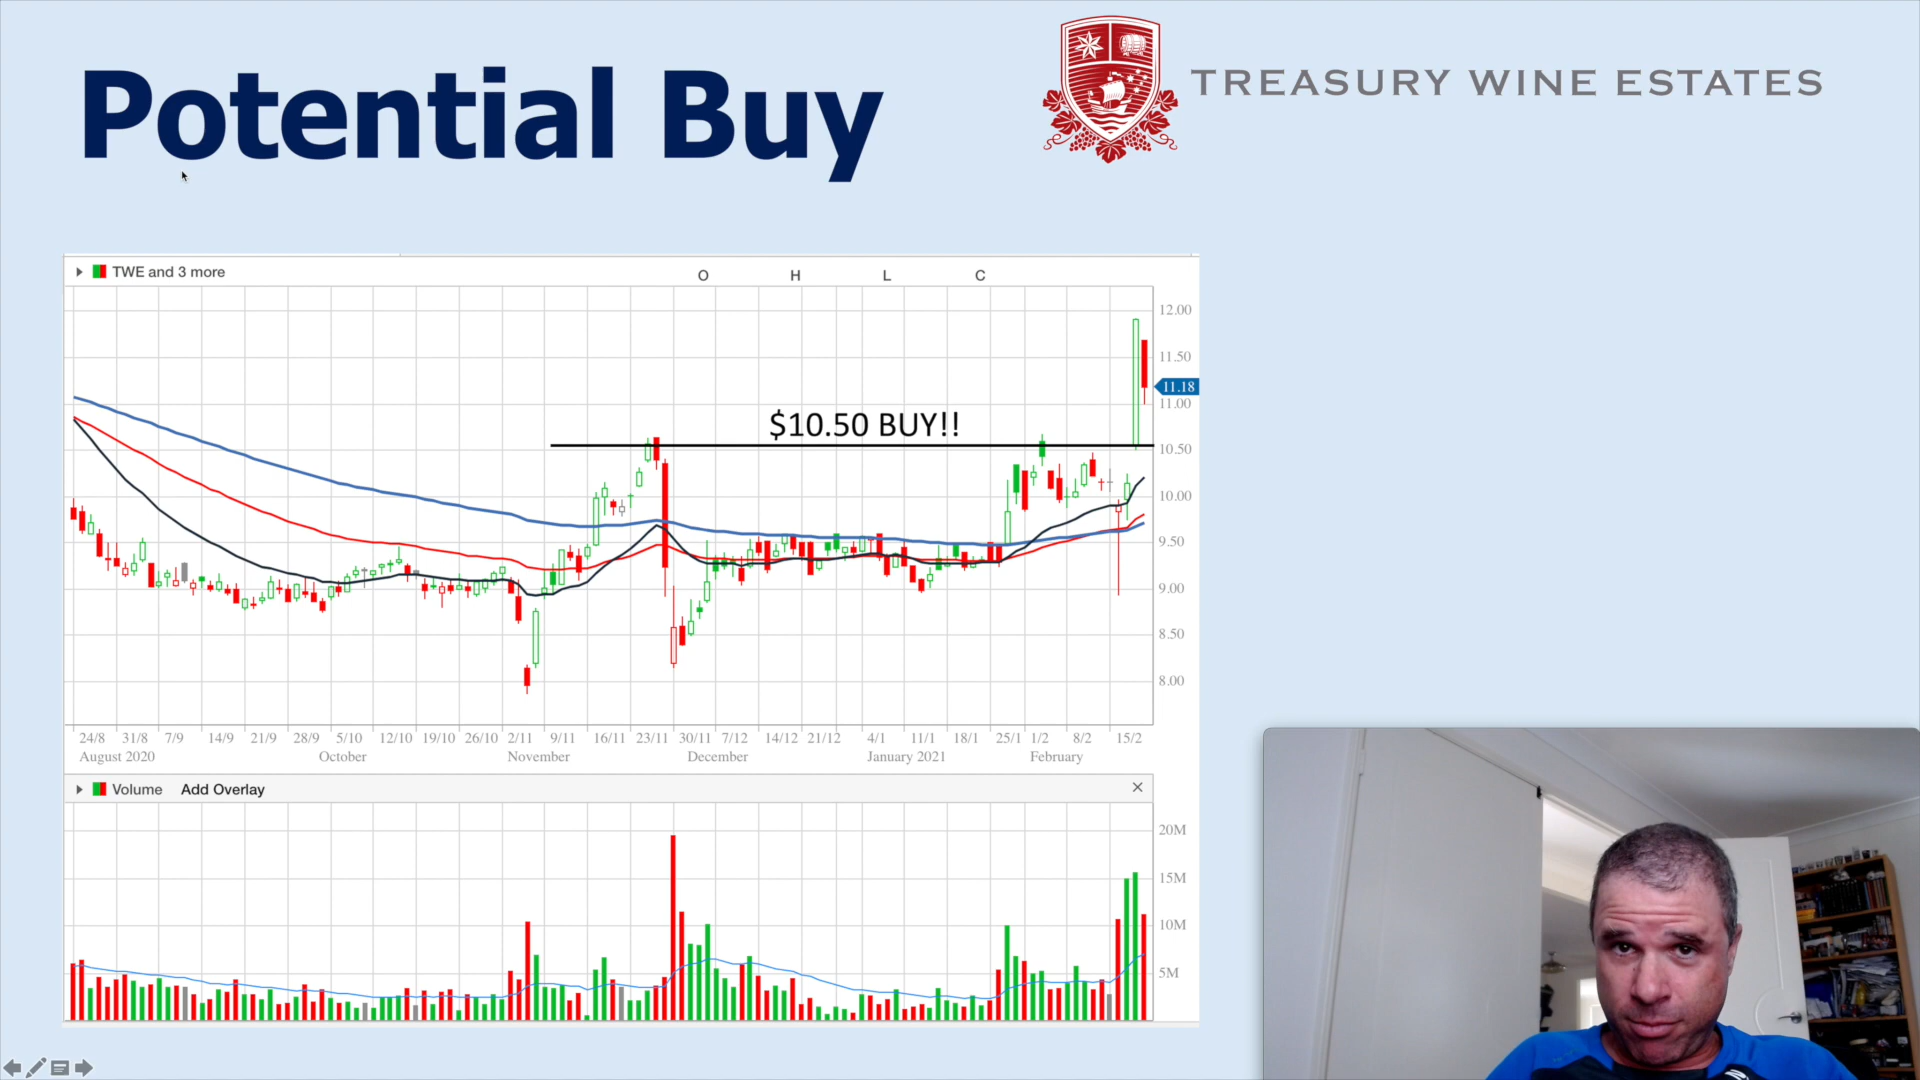 Potential Buy
TREASURY WINE ESTATES
TWE and 3 more
O H L C
12.00
11.50
11.18
11.00
$10.50 BUY!!
10.50
10.00
9.50
9.00
8.50
8.00
24/8 31/8 7/9 14/9 21/9 28/9 5/10 12/10 19/10 26/10 2/11 9/11 16/11 23/11 30/11 7/12 14/12 21/12 4/1 11/1 18/1 25/1 1/2 8/2 15/2
August 2020 October November December January 2021 February
Volume Add Overlay
20M
15M
10M
5M